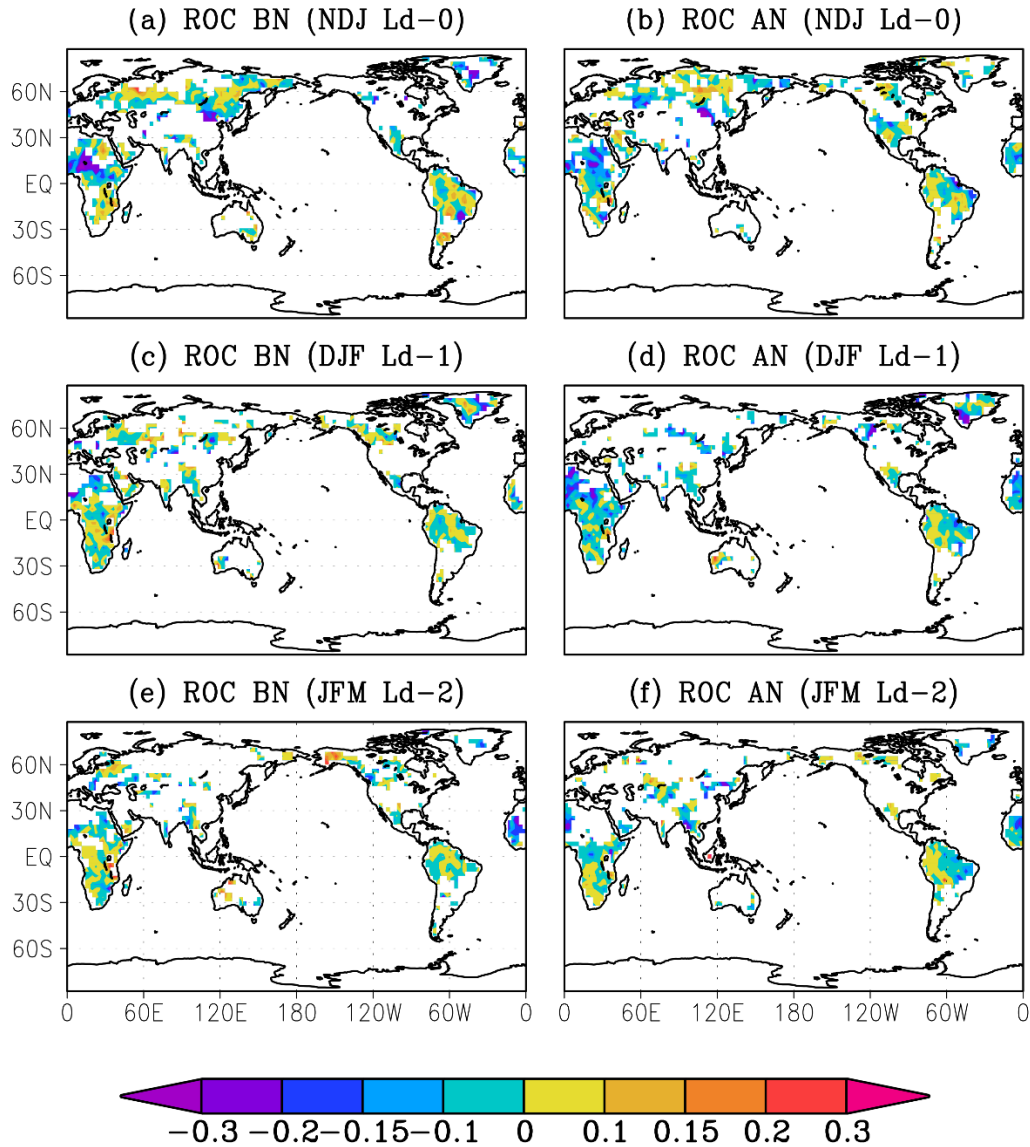 (a) ROC BN (NDJ Ld-0)
(b) ROC AN (NDJ Ld-0)
60N
30N
EQ
30S
60S
(c) ROC BN (DJF Ld-1)
(d) ROC AN (DJF Ld-1)
60N
30N
EQ
30S
60S
(e) ROC BN (JFM Ld-2)
(f) ROC AN (JFM Ld-2)
60N
30N
EQ
30S
60S
0 60E 120E 180 120W 60W 0
0 60E 120E 180 120W 60W 0
-0.3 -0.2 -0.15 -0.1 0 0.1 0.15 0.2 0.3